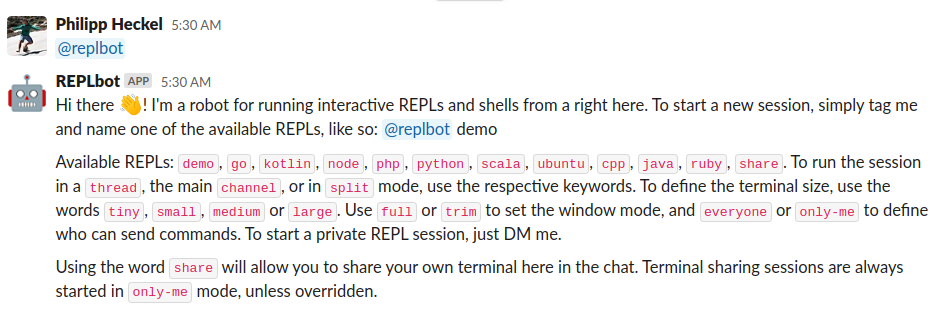 Philipp Heckel 5:30 AM
@replbot
REPLbot APP 5:30 AM
Hi there 👋! I'm a robot for running interactive REPLs and shells from a right here. To start a new session, simply tag me
and name one of the available REPLs, like so: @replbot demo
Available REPLs: demo, go, kotlin, node, php, python, scala, ubuntu, cpp, java, ruby, share. To run the session
in a thread, the main channel, or in split mode, use the respective keywords. To define the terminal size, use the
words tiny, small, medium or large. Use full or trim to set the window mode, and everyone or only-me to define
who can send commands. To start a private REPL session, just DM me.
Using the word share will allow you to share your own terminal here in the chat. Terminal sharing sessions are always
started in only-me mode, unless overridden.